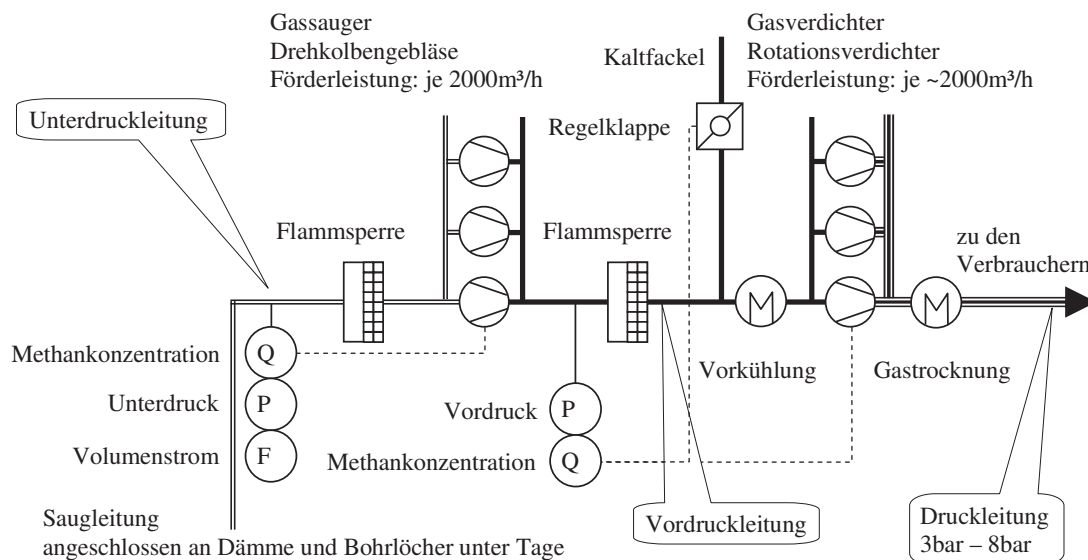 Gassauger
Drehkolbengebläse
Förderleistung: je 2000m³/h
Gasverdichter
Rotationsverdichter
Förderleistung: je ~2000m³/h
Kaltfackel
Unterdruckleitung
Regelklappe
Flammsperre
Flammsperre
zu den
Verbrauchern
M
M
Methankonzentration
Q
Vorkühlung
Gastrocknung
Unterdruck
P
Vordruck
P
Volumenstrom
F
Methankonzentration
Q
Saugleitung
angeschlossen an Dämme und Bohrlöcher unter Tage
Vordruckleitung
Druckleitung
3bar – 8bar